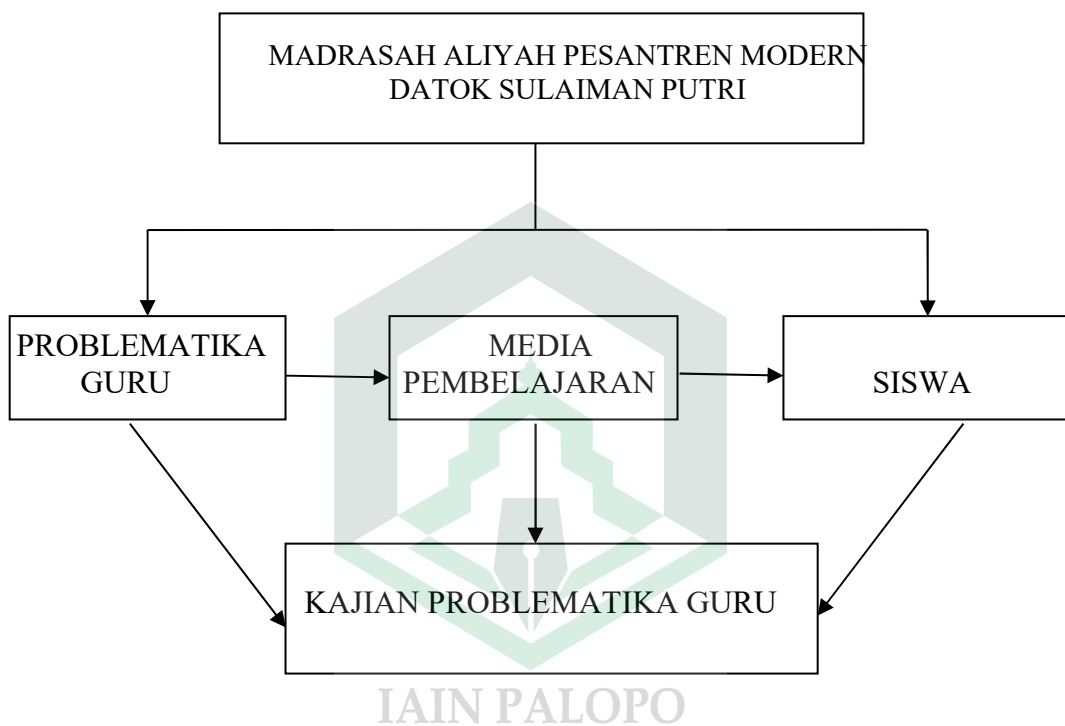 MADRASAH ALIYAH PESANTREN MODERN
DATOK SULAIMAN PUTRI
PROBLEMATIKA
GURU
MEDIA
PEMBELAJARAN
SISWA
KAJIAN PROBLEMATIKA GURU
IAIN PALOPO